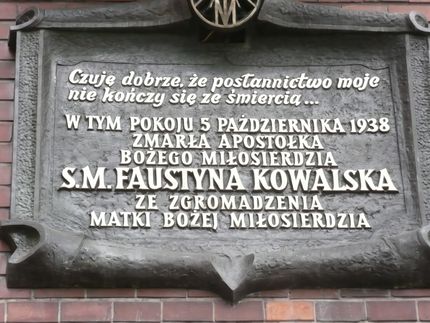 Czuję dobrze, że posłannictwo moje
nie kończy się ze śmiercią...
W TYM POKOJU 5 PAŹDZIERNIKA 1938
ZMARŁA APOSTOŁKA
BOŻEGO MIŁOSIERDZIA
S.M. FAUSTYNA KOWALSKA
ZE ZGROMADZENIA
MATKI BOŻEJ MIŁOSIERDZIA